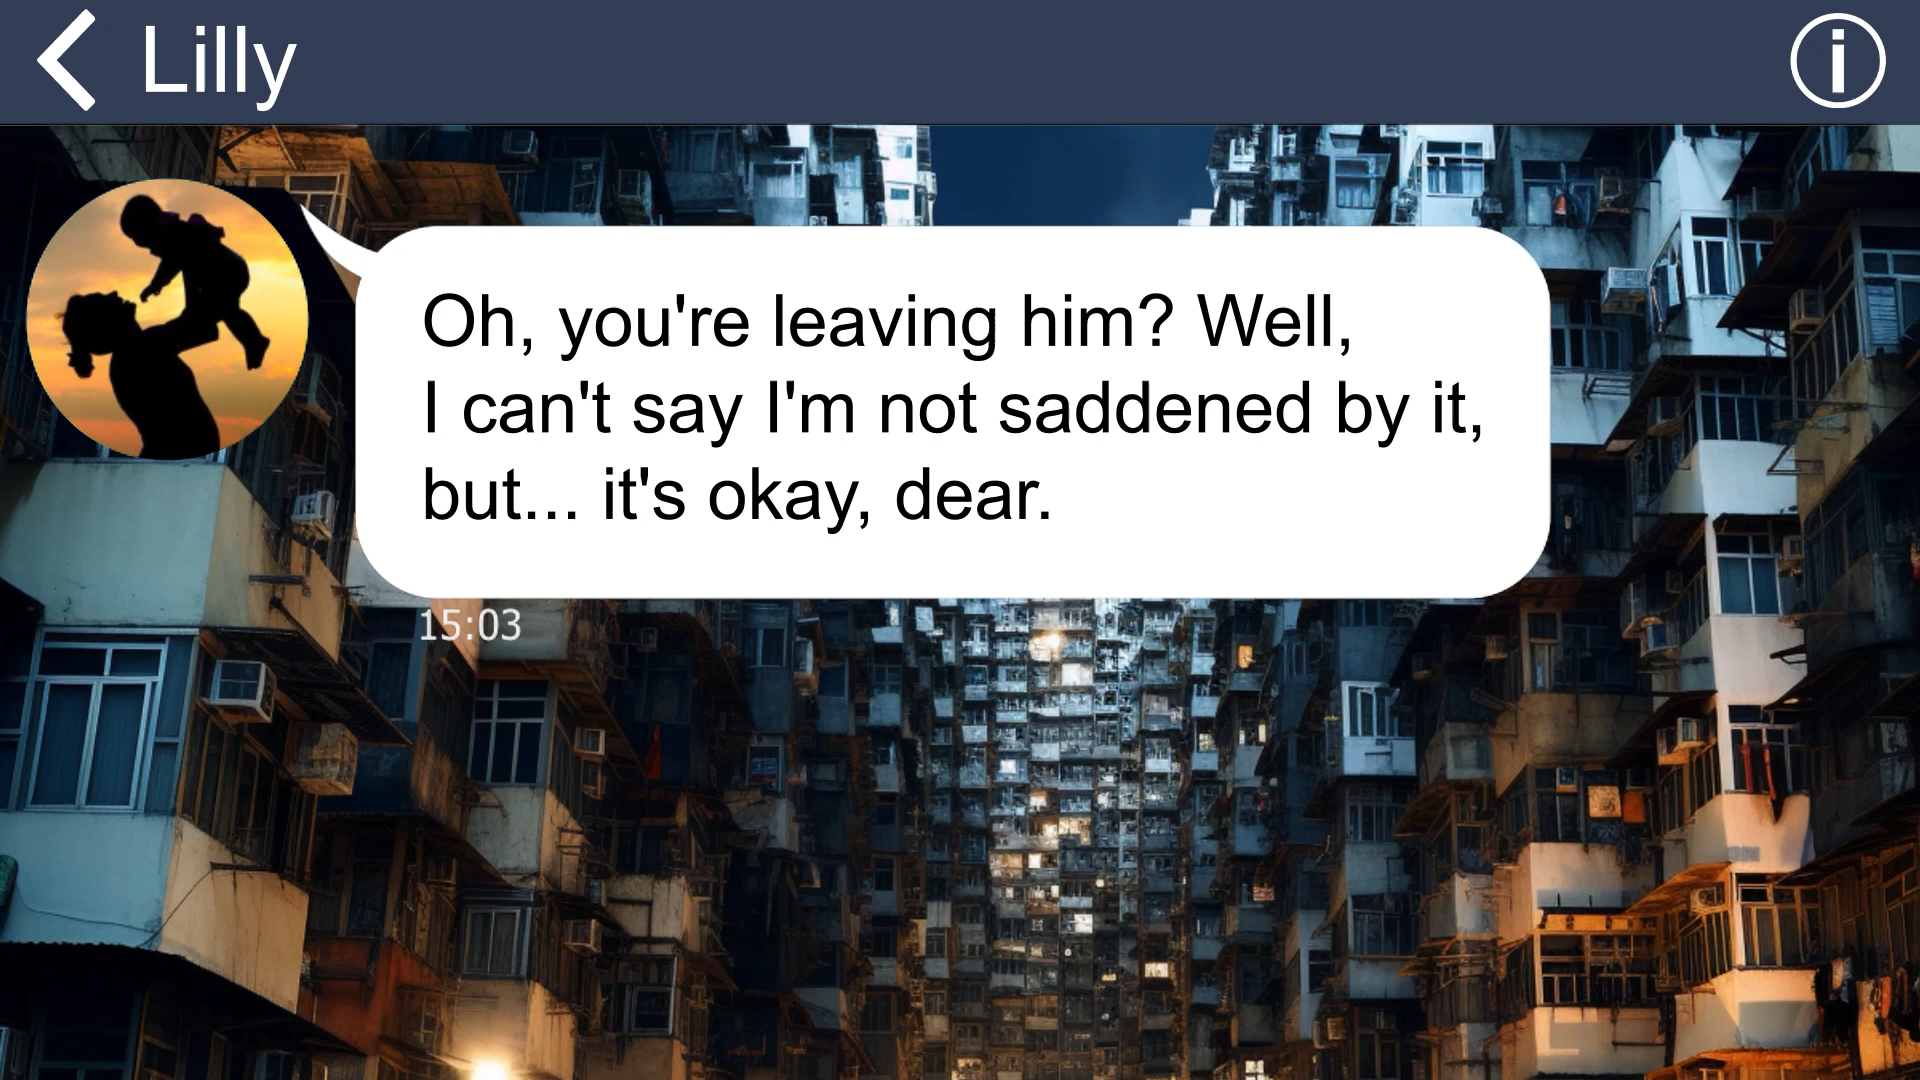 Lilly
Oh, you're leaving him? Well,
I can't say I'm not saddened by it,
but... it's okay, dear.
15:03